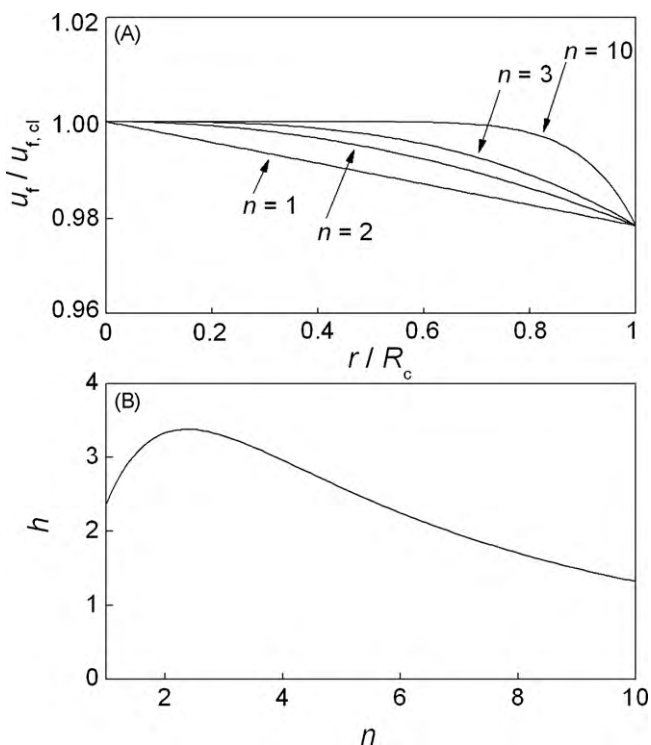 (A)
1.02
1.00
0.98
0.96
u_f / u_f,cl
n = 10
n = 3
n = 1
n = 2
0
0.2
0.4
0.6
0.8
1
r / R_c
(B)
4
3
2
1
0
h
2
4
6
8
10
n